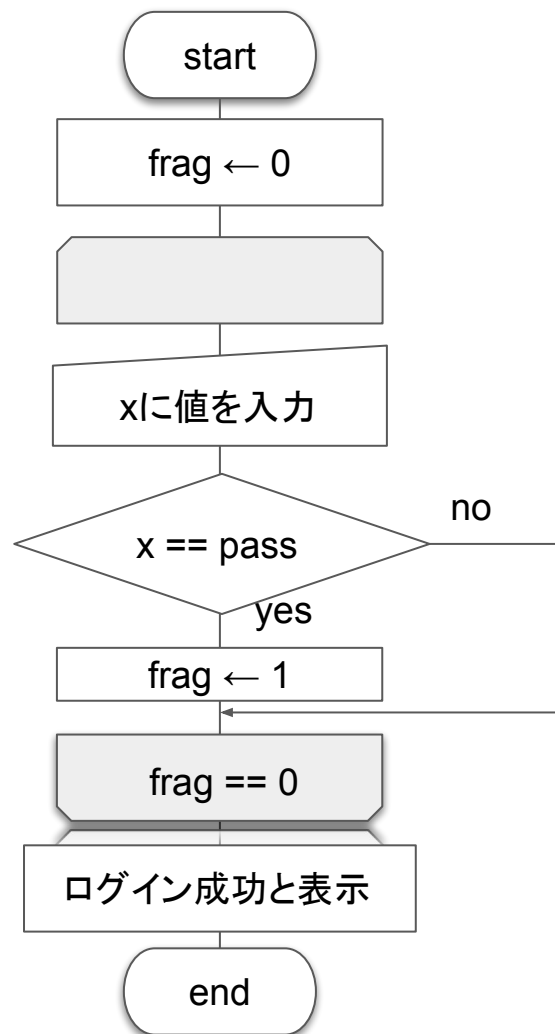 start
frag ← 0
xに値を入力
x == pass
no
yes
frag ← 1
frag == 0
ログイン成功と表示
end